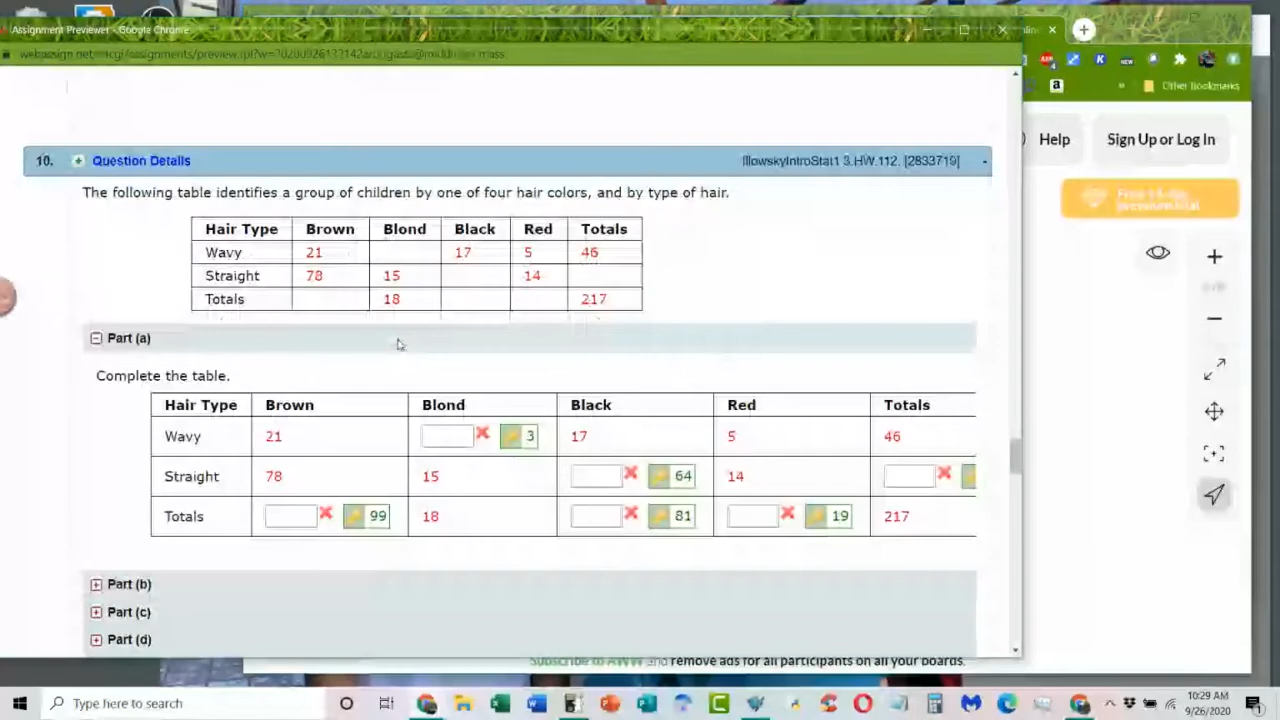 Assignment Previewer - Google Chrome
Other Bookmarks
Help
Sign Up or Log In
10. Question Details
IllowskyIntroStat1 3.HW.112. [2833719]
The following table identifies a group of children by one of four hair colors, and by type of hair.
Hair Type Brown Blond Black Red Totals
Wavy 21 17 5 46
Straight 78 15 14
Totals 18 217
Part (a)
Complete the table.
Hair Type Brown Blond Black Red Totals
Wavy 21 3 17 5 46
Straight 78 15 64 14
Totals 99 18 81 19 217
Part (b)
Part (c)
Part (d)
Subscribe to AWW and remove ads for all participants on all your boards.
Type here to search
10:29 AM
9/26/2020